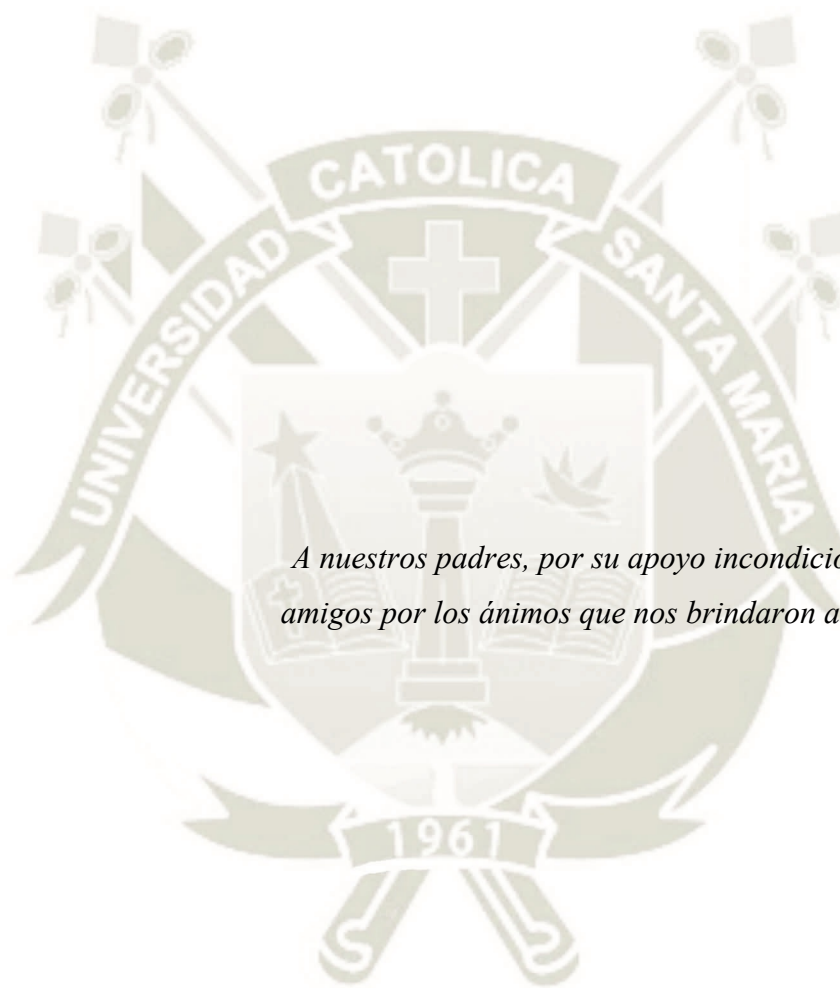 CATOLICA
UNIVERSIDAD
SANTA MARIA
A nuestros padres, por su apoyo
amigos por los ánimos que nos brindaron
1961